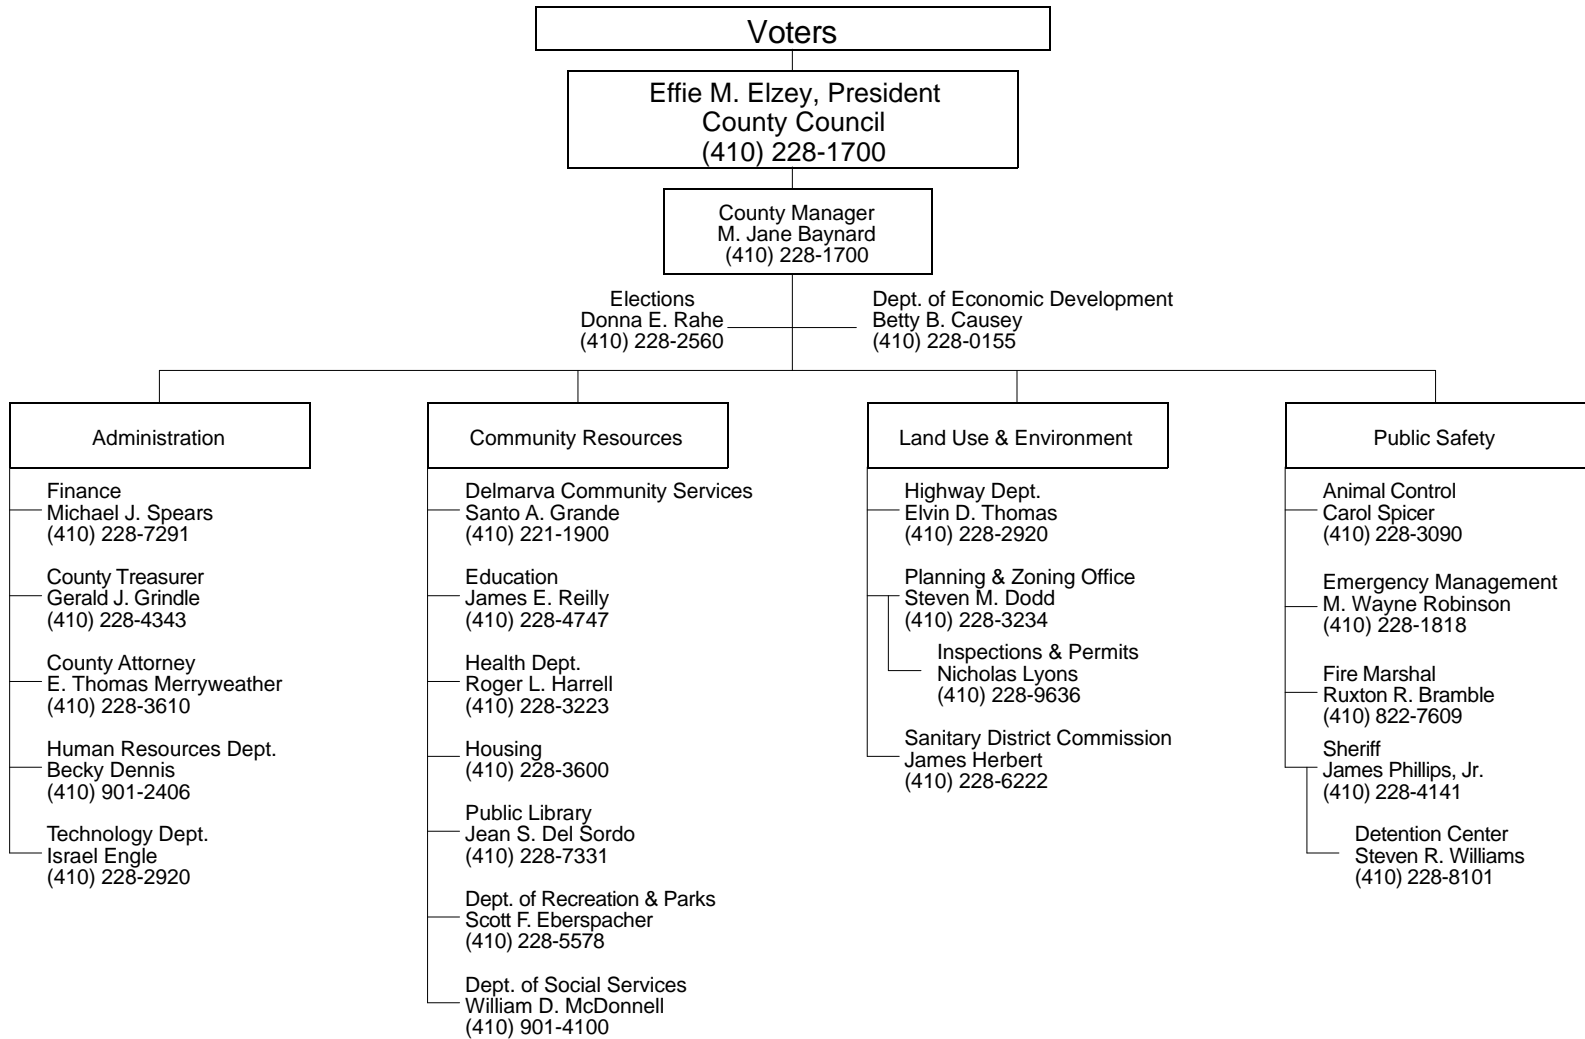 Voters
Effie M. Elzey, President
County Council
(410) 228-1700
County Manager
M. Jane Baynard
(410) 228-1700
Elections
Donna E. Rahe
(410) 228-2560
Dept. of Economic Development
Betty B. Causey
(410) 228-0155
Administration
Finance
Michael J. Spears
(410) 228-7291
County Treasurer
Gerald J. Grindle
(410) 228-4343
County Attorney
E. Thomas Merryweather
(410) 228-3610
Human Resources Dept.
Becky Dennis
(410) 901-2406
Technology Dept.
Israel Engle
(410) 228-2920
Community Resources
Delmarva Community Services
Santo A. Grande
(410) 221-1900
Education
James E. Reilly
(410) 228-4747
Health Dept.
Roger L. Harrell
(410) 228-3223
Housing
(410) 228-3600
Public Library
Jean S. Del Sordo
(410) 228-7331
Dept. of Recreation & Parks
Scott F. Eberspacher
(410) 228-5578
Dept. of Social Services
William D. McDonnell
(410) 901-4100
Land Use & Environment
Highway Dept.
Elvin D. Thomas
(410) 228-2920
Planning & Zoning Office
Steven M. Dodd
(410) 228-3234
Inspections & Permits
Nicholas Lyons
(410) 228-9636
Sanitary District Commission
James Herbert
(410) 228-6222
Public Safety
Animal Control
Carol Spicer
(410) 228-3090
Emergency Management
M. Wayne Robinson
(410) 228-1818
Fire Marshal
Ruxton R. Bramble
(410) 822-7609
Sheriff
James Phillips, Jr.
(410) 228-4141
Detention Center
Steven R. Williams
(410) 228-8101